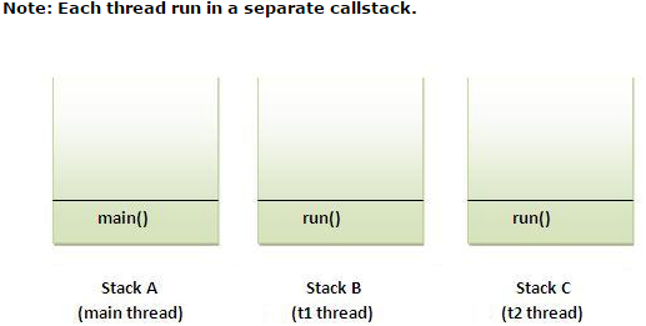 Note: Each thread run in a separate callstack.
main()
run()
run()
Stack A
(main thread)
Stack B
(t1 thread)
Stack C
(t2 thread)